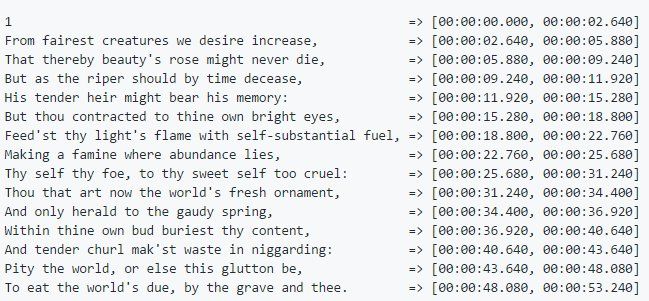 1 => [00:00:00.000, 00:00:02.640]
From fairest creatures we desire increase, => [00:00:02.640, 00:00:05.880]
That thereby beauty's rose might never die, => [00:00:05.880, 00:00:09.240]
But as the riper should by time decease, => [00:00:09.240, 00:00:11.920]
His tender heir might bear his memory: => [00:00:11.920, 00:00:15.280]
But thou contracted to thine own bright eyes, => [00:00:15.280, 00:00:18.800]
Feed'st thy light's flame with self-substantial fuel, => [00:00:18.800, 00:00:22.760]
Making a famine where abundance lies, => [00:00:22.760, 00:00:25.680]
Thy self thy foe, to thy sweet self too cruel: => [00:00:25.680, 00:00:31.240]
Thou that art now the world's fresh ornament, => [00:00:31.240, 00:00:34.400]
And only herald to the gaudy spring, => [00:00:34.400, 00:00:36.920]
Within thine own bud buriest thy content, => [00:00:36.920, 00:00:40.640]
And tender churl mak'st waste in niggarding: => [00:00:40.640, 00:00:43.640]
Pity the world, or else this glutton be, => [00:00:43.640, 00:00:48.080]
To eat the world's due, by the grave and thee. => [00:00:48.080, 00:00:53.240]